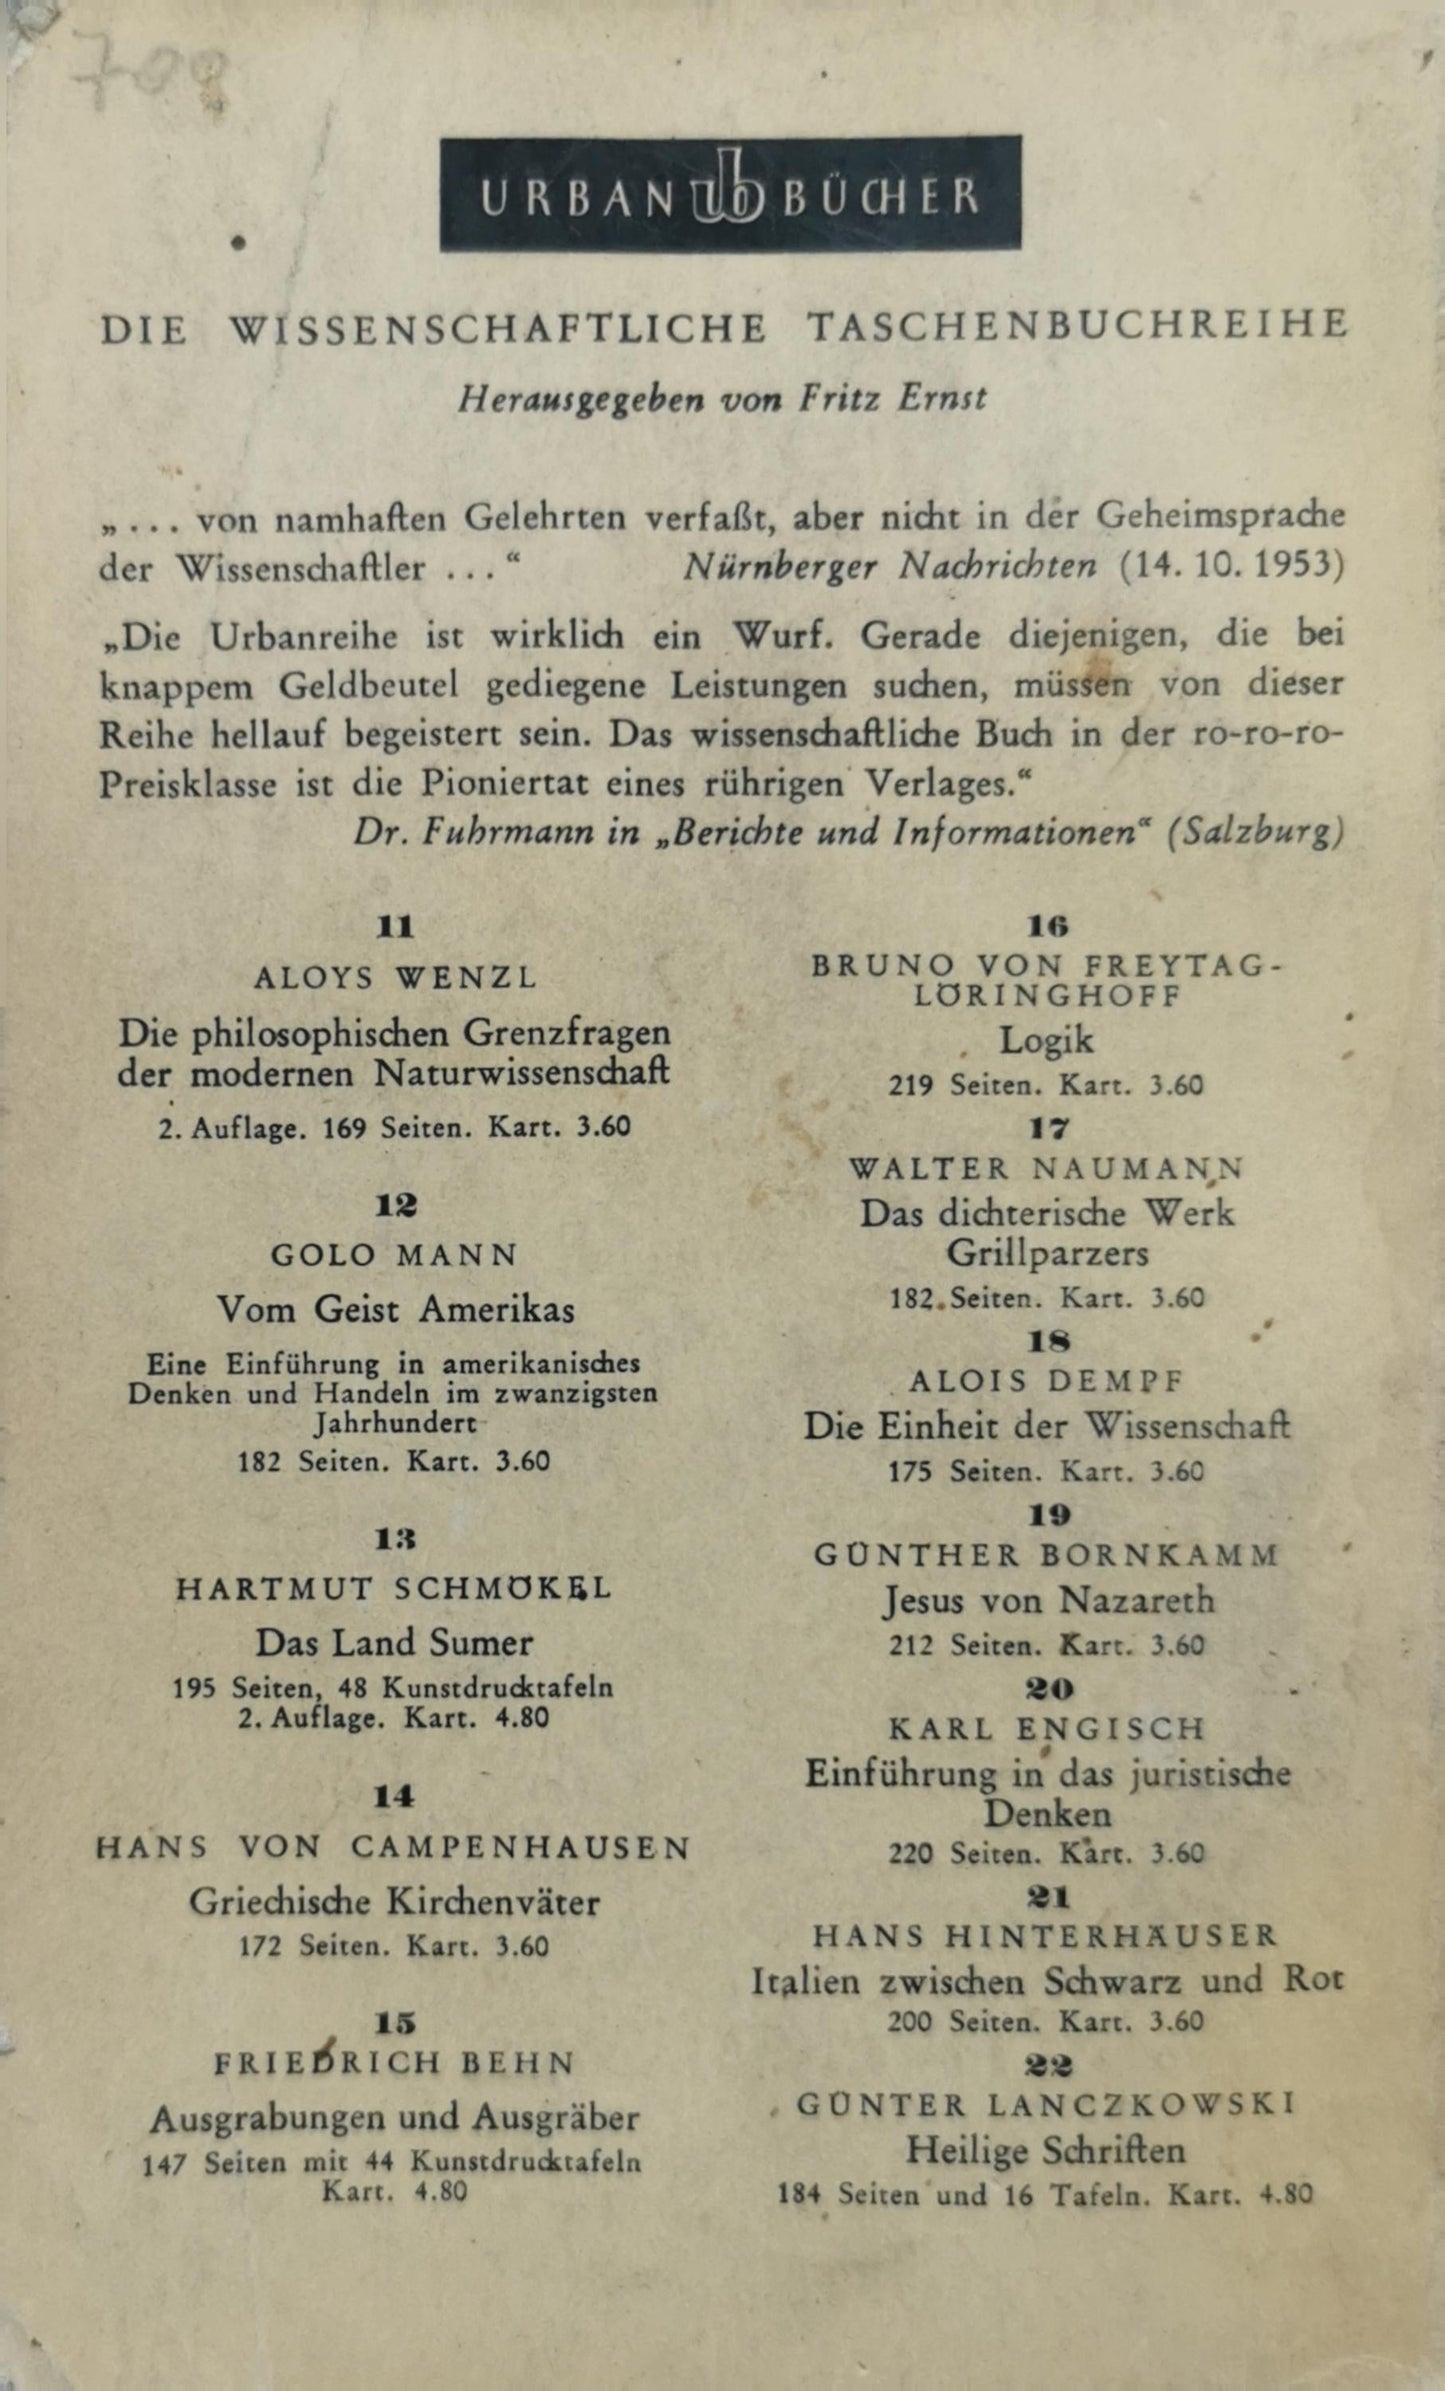 709
URBAN ub BÜCHER
DIE WISSENSCHAFTLICHE TASCHENBUCHREIHE
Herausgegeben von Fritz Ernst
„... von namhaften Gelehrten verfaßt, aber nicht in der Geheimsprache
der Wissenschaftler ...“ Nürnberger Nachrichten (14. 10. 1953)
„Die Urbanreihe ist wirklich ein Wurf. Gerade diejenigen, die bei
knappem Geldbeutel gediegene Leistungen suchen, müssen von dieser
Reihe hellauf begeistert sein. Das wissenschaftliche Buch in der ro-ro-ro-
Preisklasse ist die Pioniertat eines rührigen Verlages.“
Dr. Fuhrmann in „Berichte und Informationen“ (Salzburg)
11
ALOYS WENZL
Die philosophischen Grenzfragen
der modernen Naturwissenschaft
2. Auflage. 169 Seiten. Kart. 3.60
12
GOLO MANN
Vom Geist Amerikas
Eine Einführung in amerikanisches
Denken und Handeln im zwanzigsten
Jahrhundert
182 Seiten. Kart. 3.60
13
HARTMUT SCHMÖKEL
Das Land Sumer
195 Seiten, 48 Kunstdrucktafeln
2. Auflage. Kart. 4.80
14
HANS VON CAMPENHAUSEN
Griechische Kirchenväter
172 Seiten. Kart. 3.60
15
FRIEDRICH BEHN
Ausgrabungen und Ausgräber
147 Seiten mit 44 Kunstdrucktafeln
Kart. 4.80
16
BRUNO VON FREYTAG-
LÖRINGHOFF
Logik
219 Seiten. Kart. 3.60
17
WALTER NAUMANN
Das dichterische Werk
Grillparzers
182 Seiten. Kart. 3.60
18
ALOIS DEMPF
Die Einheit der Wissenschaft
175 Seiten. Kart. 3.60
19
GÜNTHER BORNKAMM
Jesus von Nazareth
212 Seiten. Kart. 3.60
20
KARL ENGISCH
Einführung in das juristische
Denken
220 Seiten. Kart. 3.60
21
HANS HINTERHÄUSER
Italien zwischen Schwarz und Rot
200 Seiten. Kart. 3.60
22
GÜNTER LANCZKOWSKI
Heilige Schriften
184 Seiten und 16 Tafeln. Kart. 4.80